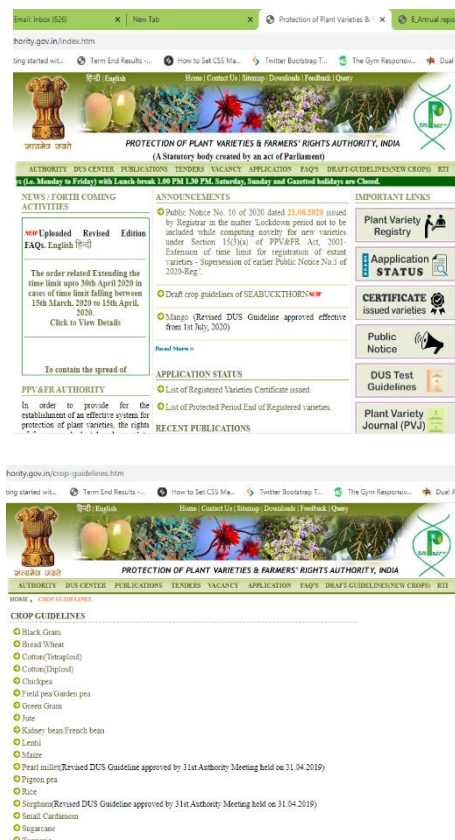 Email: Inbox (626)
New Tab
Protection of Plant Varieties &
E_Annual repo
hority.gov.in/index.htm
ting started wit...
Term End Results -...
How to Set CSS Ma...
Twitter Bootstrap T...
The Gym Responsiv...
Dual
हिन्दी | English
Home | Contact Us | Sitemap | Downloads | Feedback | Query
सत्यमेव जयते
PROTECTION OF PLANT VARIETIES & FARMERS' RIGHTS AUTHORITY, INDIA
(A Statutory body created by an act of Parliament)
AUTHORITY DUS CENTER PUBLICATIONS TENDERS VACANCY APPLICATION FAQ'S DRAFT-GUIDELINES(NEW CROPS) RTI
s (i.e. Monday to Friday) with Lunch-break 1.00 PM 1.30 PM. Saturday, Sunday and Gazetted holidays are Closed.
NEWS / FORTH COMING
ACTIVITIES
NEW Uploaded Revised Edition
FAQs. English हिन्दी
The order related Extending the
time limit upto 30th April 2020 in
cases of time limit falling between
15th March, 2020 to 15th April,
2020.
Click to View Details
To contain the spread of
PPV&FR AUTHORITY
In order to provide for the
establishment of an effective system for
protection of plant varieties, the rights
ANNOUNCEMENTS
Public Notice No. 10 of 2020 dated 21.08.2020 issued
by Registrar in the matter 'Lockdown period not to be
included while computing novelty for new varieties
under Section 15(3)(a) of PPV&FR Act, 2001-
Extension of time limit for registration of extant
varieties - Supersession of earlier Public Notice No.5 of
2020-Reg.'.
Draft crop guidelines of SEABUCKTHORN NEW
Mango (Revised DUS Guideline approved effective
from 1st July, 2020)
Read More»
APPLICATION STATUS
List of Registered Varieties Certificate issued.
List of Protected Period End of Registered varieties.
RECENT PUBLICATIONS
IMPORTANT LINKS
Plant Variety
Registry
Aapplication
STATUS
CERTIFICATE
issued varieties
Public
Notice
DUS Test
Guidelines
Plant Variety
Journal (PVJ)
hority.gov.in/crop-guidelines.htm
ting started wit...
Term End Results -...
How to Set CSS Ma...
Twitter Bootstrap T...
The Gym Responsiv...
Dual A
हिन्दी | English
Home | Contact Us | Sitemap | Downloads | Feedback | Query
सत्यमेव जयते
PROTECTION OF PLANT VARIETIES & FARMERS' RIGHTS AUTHORITY, INDIA
AUTHORITY DUS CENTER PUBLICATIONS TENDERS VACANCY APPLICATION FAQ'S DRAFT-GUIDELINES(NEW CROPS) RTI
HOME CROP GUIDELINES
CROP GUIDELINES
Black Gram
Bread Wheat
Cotton(Tetraploid)
Cotton(Diploid)
Chickpea
Field pea/Garden pea
Green Gram
Jute
Kidney bean/French bean
Lentil
Maize
Pearl millet(Revised DUS Guideline approved by 31st Authority Meeting held on 31.04.2019)
Pigeon pea
Rice
Sorghum(Revised DUS Guideline approved by 31st Authority Meeting held on 31.04.2019)
Small Cardamom
Sugarcane
Turmeric